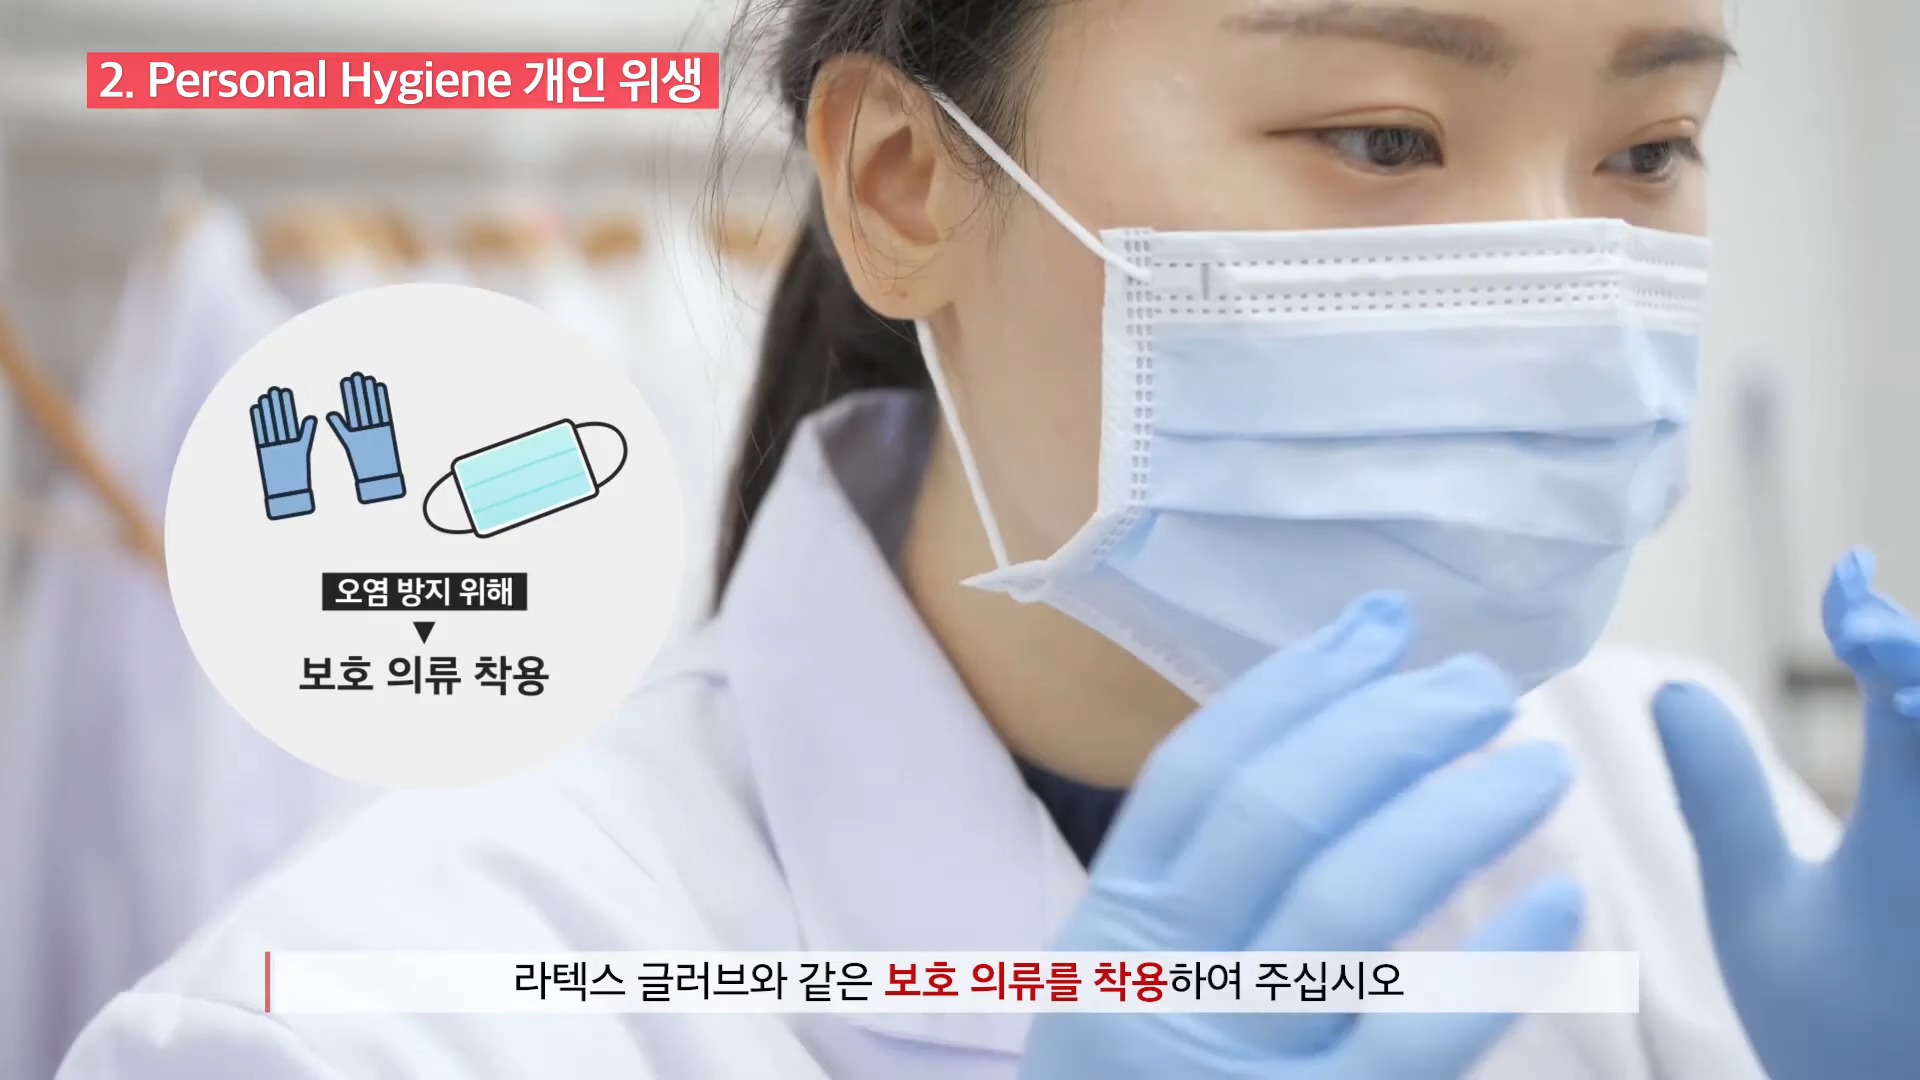 2. Personal Hygiene 개인 위생
오염 방지 위해
보호 의류 착용
라텍스 글러브와 같은 보호 의류를 착용하여 주십시오